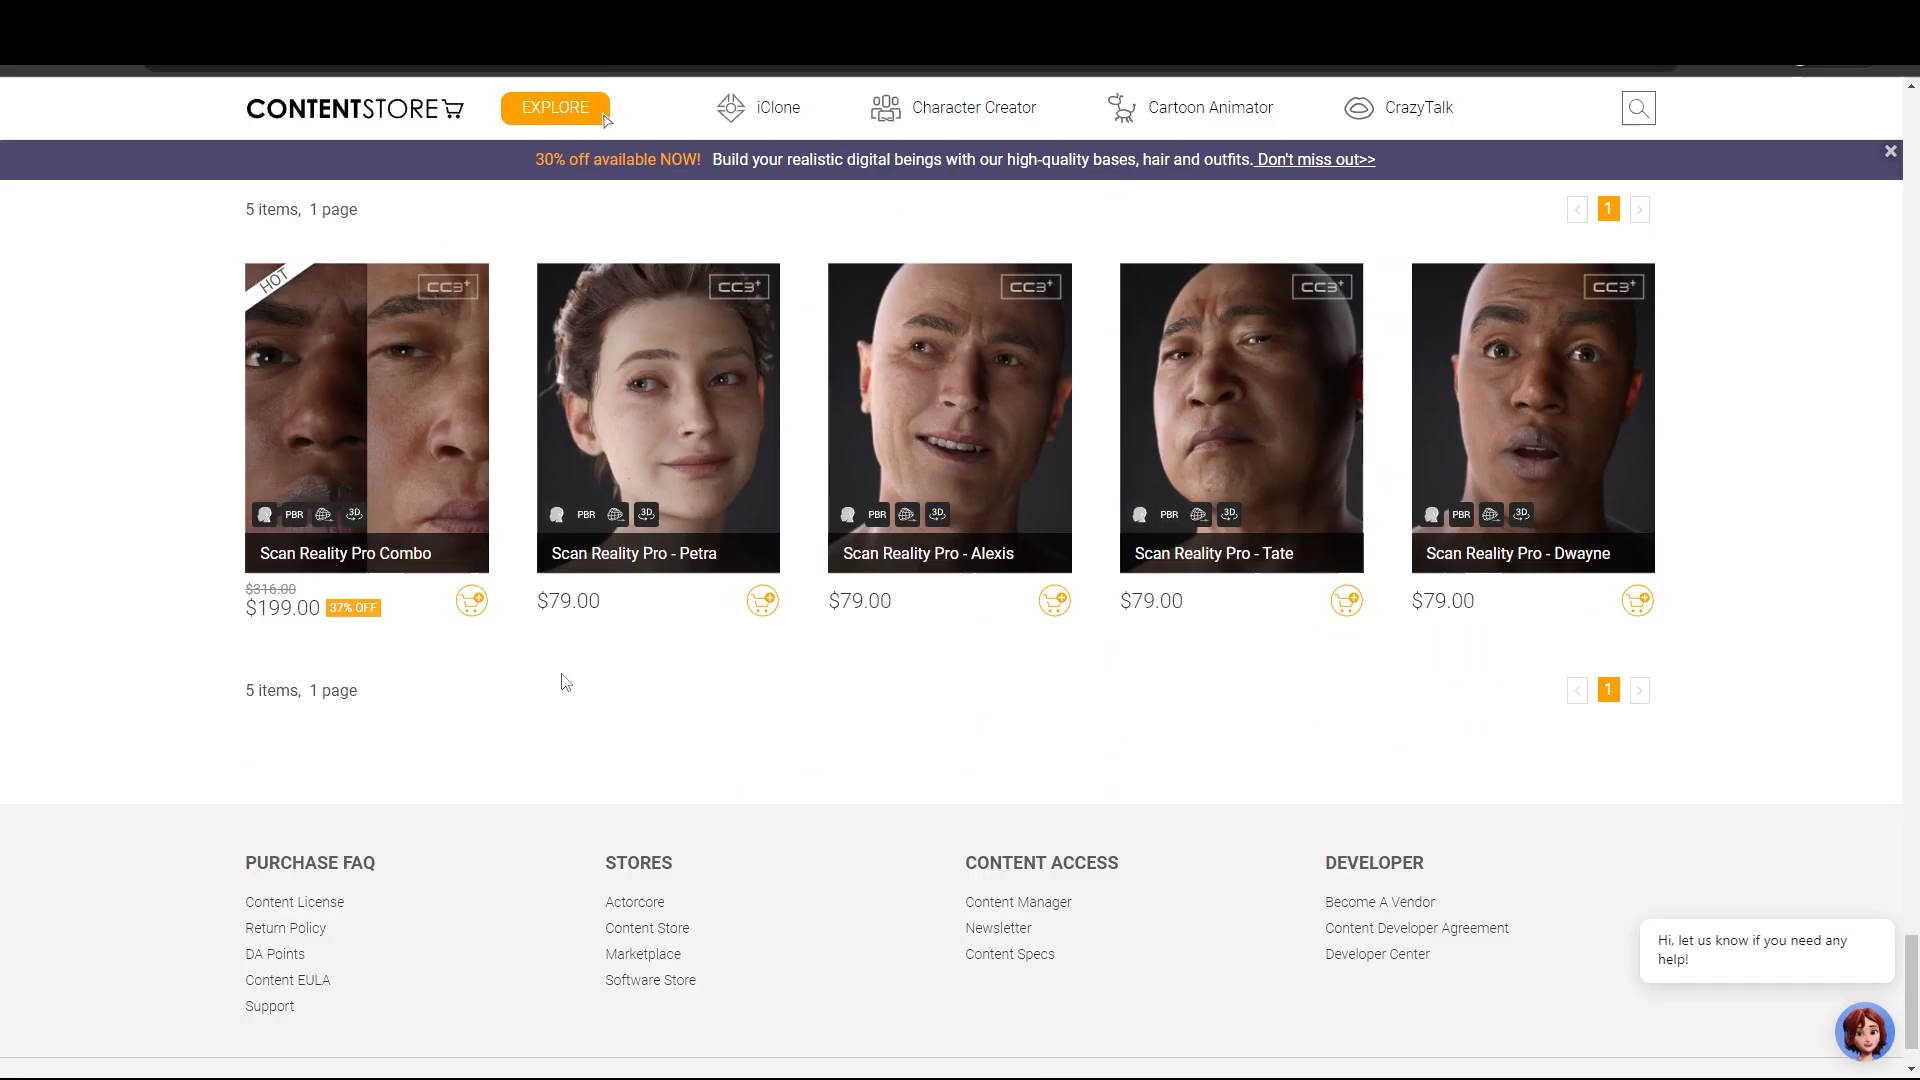 CONTENTSTORE
EXPLORE
iClone
Character Creator
Cartoon Animator
CrazyTalk
30% off available NOW! Build your realistic digital beings with our high-quality bases, hair and outfits. Don't miss out>>
5 items, 1 page
< 1 >
HOT
CC3+
CC3+
CC3+
CC3+
CC3+
PBR 3D
PBR 3D
PBR 3D
PBR 3D
PBR 3D
Scan Reality Pro Combo
Scan Reality Pro - Petra
Scan Reality Pro - Alexis
Scan Reality Pro - Tate
Scan Reality Pro - Dwayne
$316.00
$199.00 37% OFF
$79.00
$79.00
$79.00
$79.00
5 items, 1 page
< 1 >
PURCHASE FAQ
Content License
Return Policy
DA Points
Content EULA
Support
STORES
Actorcore
Content Store
Marketplace
Software Store
CONTENT ACCESS
Content Manager
Newsletter
Content Specs
DEVELOPER
Become A Vendor
Content Developer Agreement
Developer Center
Hi, let us know if you need any
help!